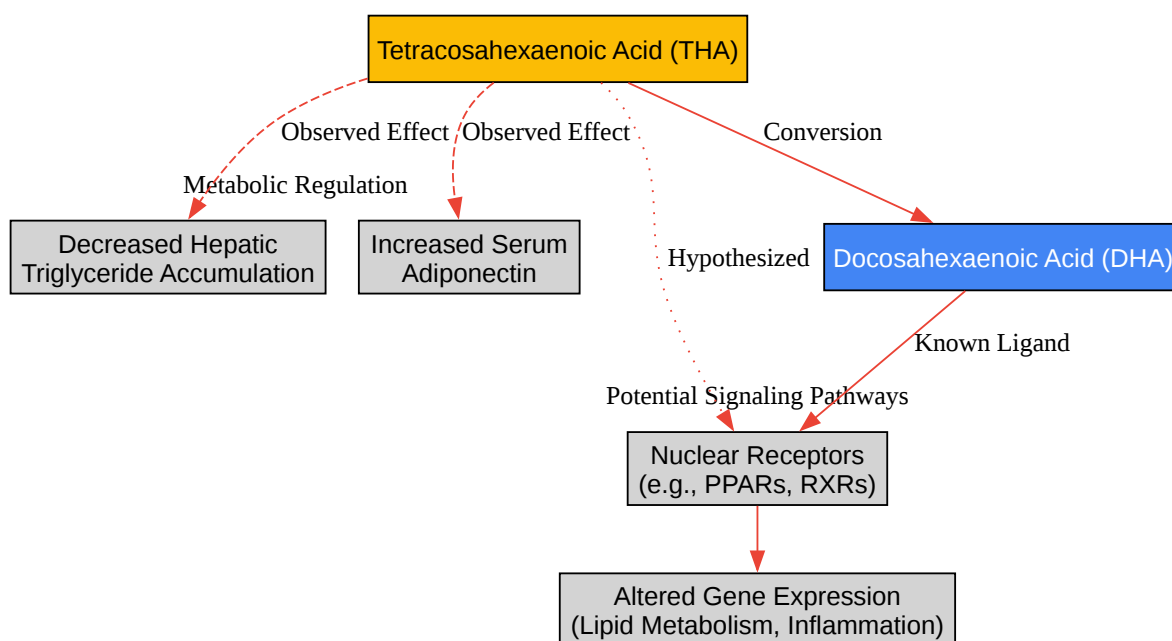 Tetracosahexaenoic Acid (THA)
Observed Effect
Observed Effect
Conversion
Metabolic Regulation
Decreased Hepatic
Triglyceride Accumulation
Increased Serum
Adiponectin
Hypothesized
Docosahexaenoic Acid (DHA)
Known Ligand
Potential Signaling Pathways
Nuclear Receptors
(e.g., PPARs, RXRs)
Altered Gene Expression
(Lipid Metabolism, Inflammation)